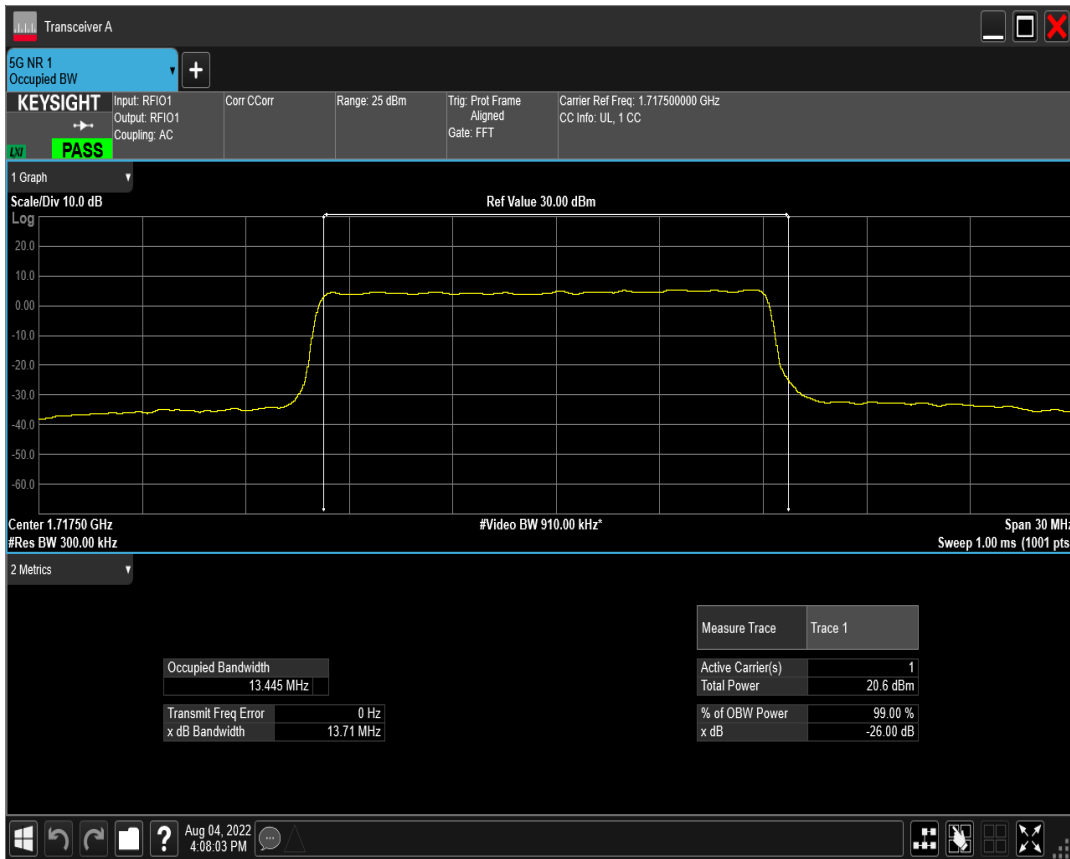 Transceiver A
5G NR 1
Occupied BW
KEYSIGHT
LXI
PASS
Input: RFIO1
Output: RFIO1
Coupling: AC
Corr CCorr
Range: 25 dBm
Trig: Prot Frame
Aligned
Gate: FFT
Carrier Ref Freq: 1.717500000 GHz
CC Info: UL, 1 CC
1 Graph
Scale/Div 10.0 dB
Ref Value 30.00 dBm
Log
20.0
10.0
0.00
-10.0
-20.0
-30.0
-40.0
-50.0
-60.0
Center 1.71750 GHz
#Video BW 910.00 kHz*
Span 30 MHz
#Res BW 300.00 kHz
Sweep 1.00 ms (1001 pts
2 Metrics
Measure Trace Trace 1
Occupied Bandwidth
13.445 MHz
Active Carrier(s) 1
Total Power 20.6 dBm
Transmit Freq Error 0 Hz
x dB Bandwidth 13.71 MHz
% of OBW Power 99.00 %
x dB -26.00 dB
?
Aug 04, 2022
4:08:03 PM